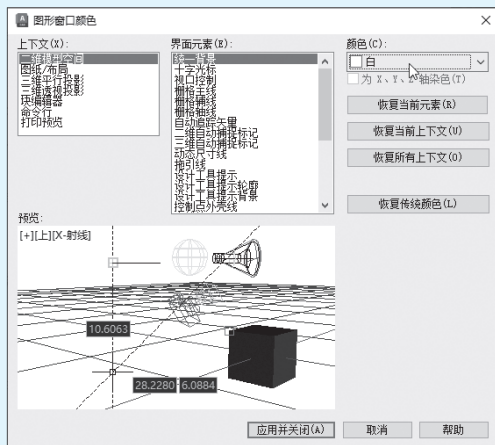 图形窗口颜色
上下文(X):
界面元素(E):
颜色(C):
二维模型空间
图纸/布局
三维平行投影
三维透视投影
块编辑器
命令行
打印预览
统一背景
十字光标
视口控制
栅格主线
栅格辅线
栅格轴线
自动追踪矢量
二维自动捕捉标记
三维自动捕捉标记
动态尺寸线
拖引线
设计工具提示
设计工具提示轮廓
设计工具提示背景
控制点外壳线
白
为 X、Y、Z 轴染色(T)
恢复当前元素(R)
恢复当前上下文(U)
恢复所有上下文(O)
恢复传统颜色(L)
预览:
[+][上][X-射线]
10.6063
28.2280
6.0884
应用并关闭(A)
取消
帮助